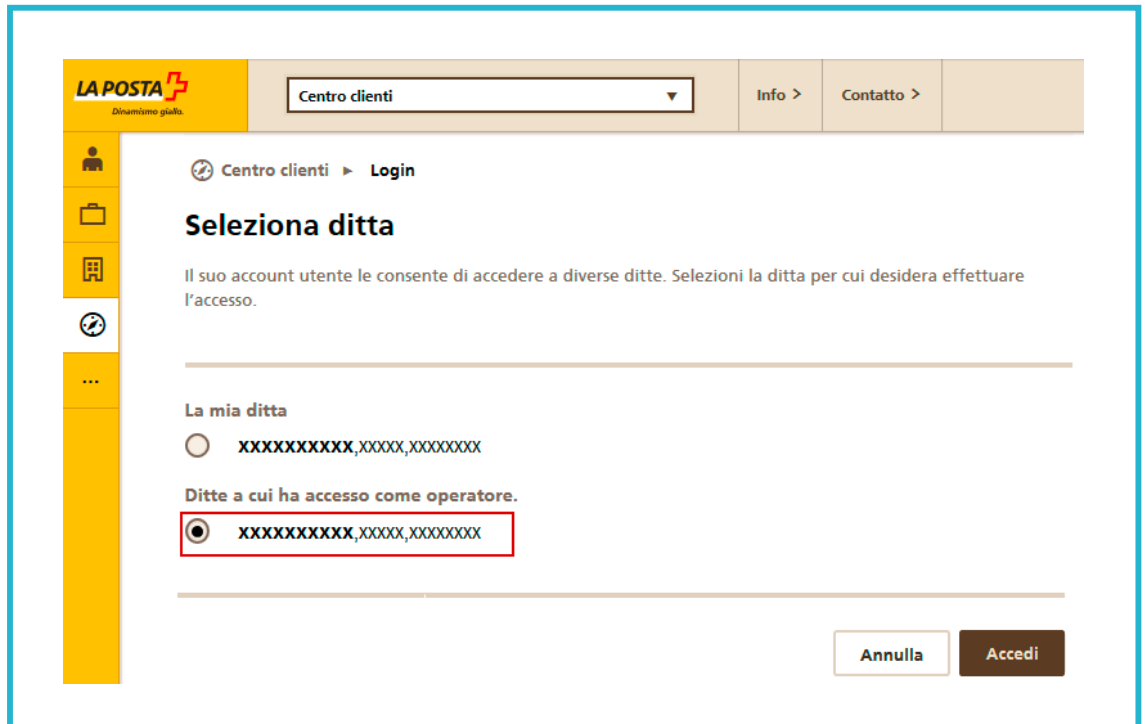 LA POSTA
Dinamismo giallo.
Centro clienti
Info >
Contatto >
Centro clienti ► Login
Seleziona ditta
Il suo account utente le consente di accedere a diverse ditte. Selezioni la ditta per cui desidera effettuare
l'accesso.
...
La mia ditta
XXXXXXXXXX,XXXXX,XXXXXXXX
Ditte a cui ha accesso come operatore.
XXXXXXXXXX,XXXXX,XXXXXXXX
Annulla
Accedi